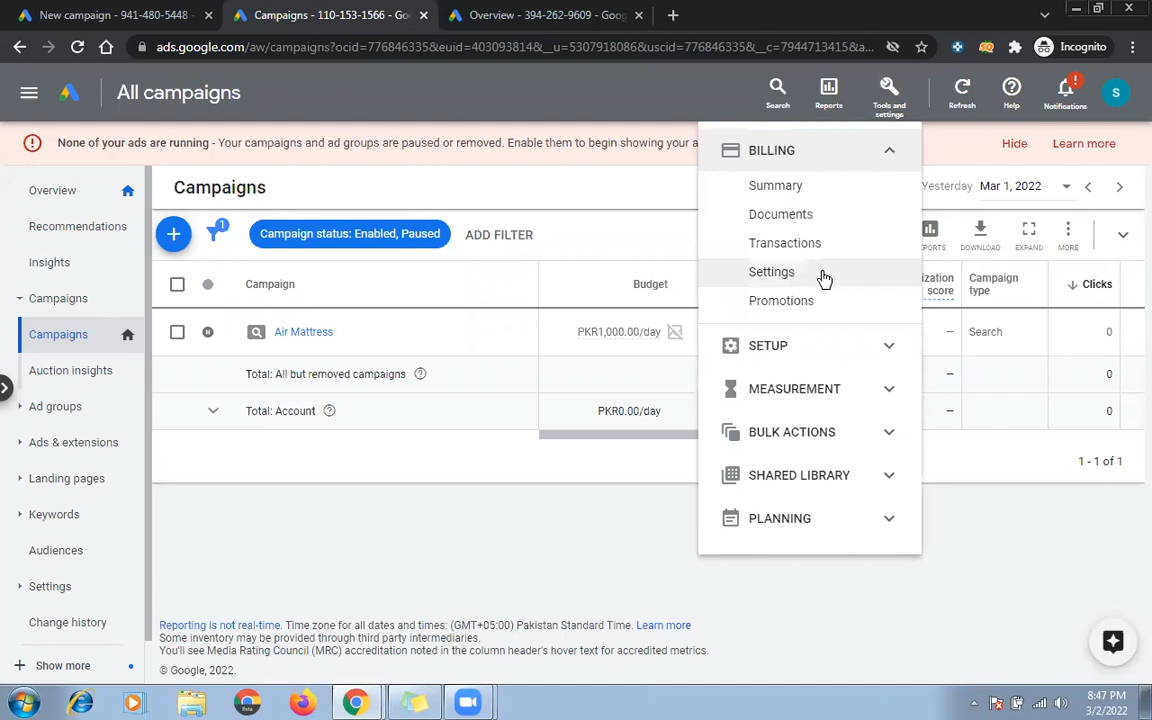 New campaign - 941-480-5448
Campaigns - 110-153-1566 - Goo
Overview - 394-262-9609 - Googl
ads.google.com/aw/campaigns?ocid=776846335&euid=403093814&__u=5307918086&uscid=776846335&__c=7944713415&a...
Incognito
All campaigns
Search
Reports
Tools and
settings
Refresh
Help
Notifications
S
None of your ads are running - Your campaigns and ad groups are paused or removed. Enable them to begin showing your a
Hide
Learn more
BILLING
Summary
Documents
Transactions
Settings
Promotions
SETUP
MEASUREMENT
BULK ACTIONS
SHARED LIBRARY
PLANNING
Overview
Recommendations
Insights
Campaigns
Campaigns
Auction insights
Ad groups
Ads & extensions
Landing pages
Keywords
Audiences
Settings
Change history
Show more
Campaigns
Yesterday
Mar 1, 2022
1
Campaign status: Enabled, Paused
ADD FILTER
PORTS
DOWNLOAD
EXPAND
MORE
Campaign
Budget
ization
score
Campaign
type
Clicks
Air Mattress
PKR1,000.00/day
–
Search
0
Total: All but removed campaigns
–
0
Total: Account
PKR0.00/day
–
0
1 - 1 of 1
Reporting is not real-time. Time zone for all dates and times: (GMT+05:00) Pakistan Standard Time. Learn more
Some inventory may be provided through third party intermediaries.
You'll see Media Rating Council (MRC) accreditation noted in the column header's hover text for accredited metrics.
© Google, 2022.
Beta
8:47 PM
3/2/2022